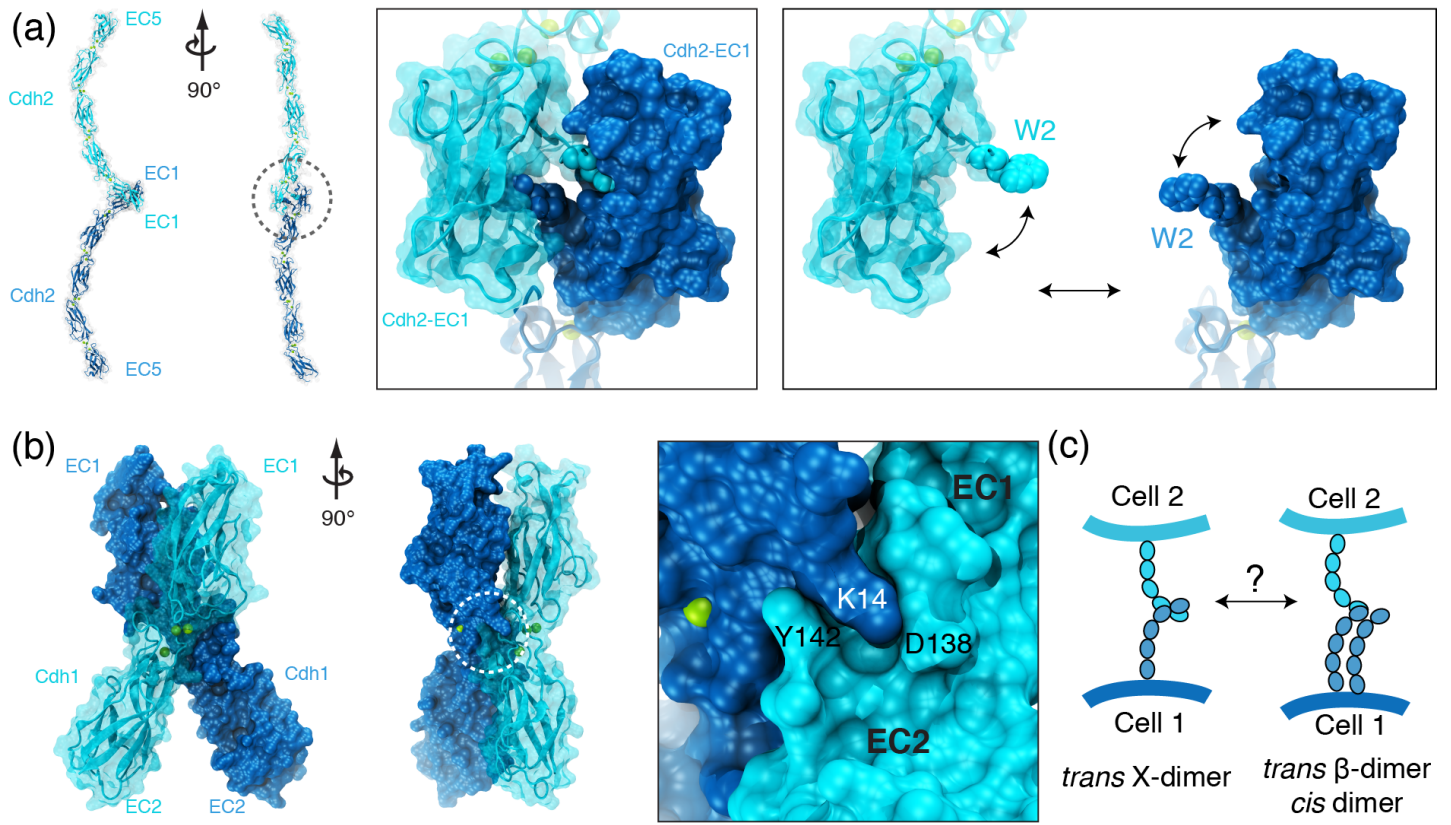 (a)
EC5
90°
Cdh2
EC1
EC1
Cdh2
EC5
Cdh2-EC1
Cdh2-EC1
W2
W2
(b)
EC1
EC1
90°
Cdh1
Cdh1
EC2
EC2
EC1
K14
Y142
D138
EC2
(c)
Cell 2
Cell 2
?
Cell 1
Cell 1
trans X-dimer
trans β-dimer
cis dimer